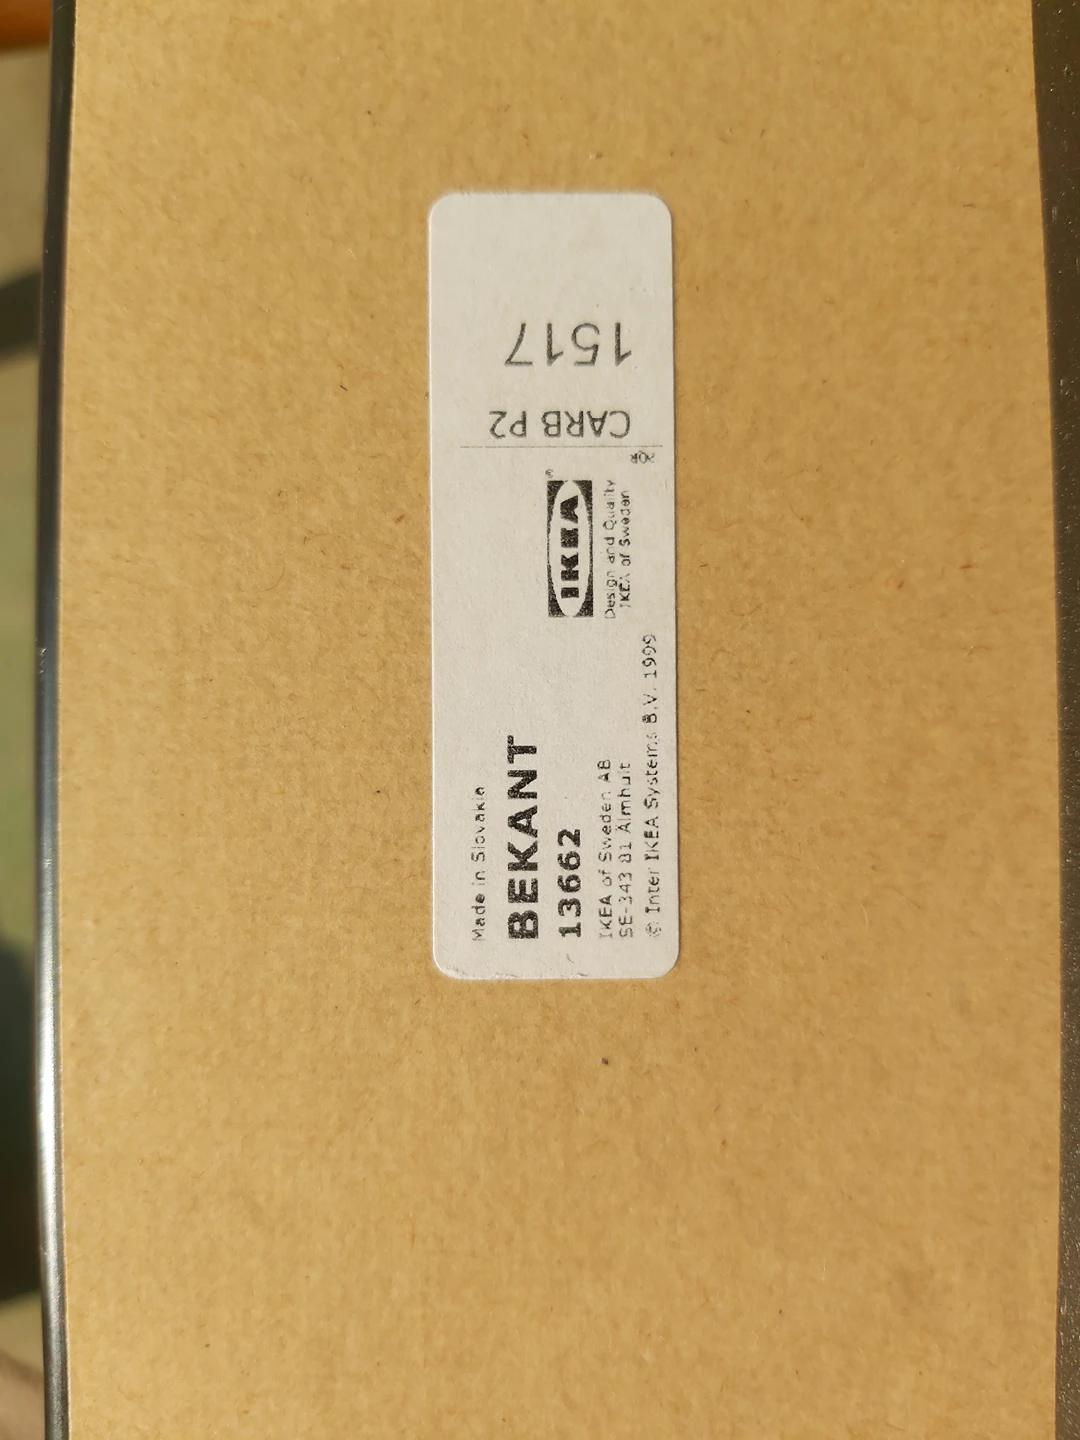 Made in Slovakia
BEKANT
13662
IKEA of Sweden AB
SE-343 81 Älmhult
© Inter IKEA Systems B.V. 1999
IKEA®
Design and Quality
IKEA of Sweden
CARB P2
1517